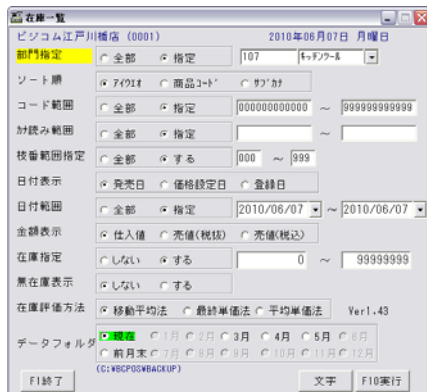 在庫一覧
ビジコム江戸川橋店 (0001) 2010年06月07日 月曜日
部門指定 全部 指定 107 ｷｯﾁﾝﾂｰﾙ
ソート順 ｱｲｳｴｵ 商品ｺｰﾄﾞ ｻﾌﾞｶﾅ
コード範囲 全部 指定 000000000000 ～ 999999999999
ｶﾅ読み範囲 全部 指定 ～
枝番範囲指定 全部 する 000 ～ 999
日付表示 発売日 価格設定日 登録日
日付範囲 全部 指定 2010/06/07 ～ 2010/06/07
金額表示 仕入値 売値(税抜) 売値(税込)
在庫指定 しない する 0 ～ 99999999
無在庫表示 しない する
在庫評価方法 移動平均法 最終単価法 平均単価法 Ver1.43
データフォルダ 現在 1月 2月 3月 4月 5月 6月
前月末 7月 8月 9月 10月 11月 12月
(C:¥BCPOS¥BACKUP)
F1終了 文字 F10実行